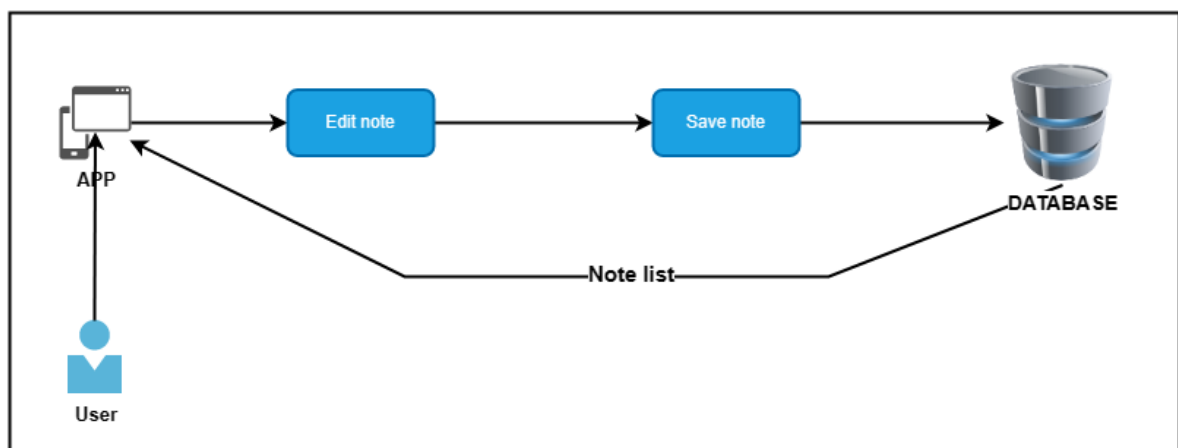 Edit note
Save note
APP
DATABASE
Note list
User